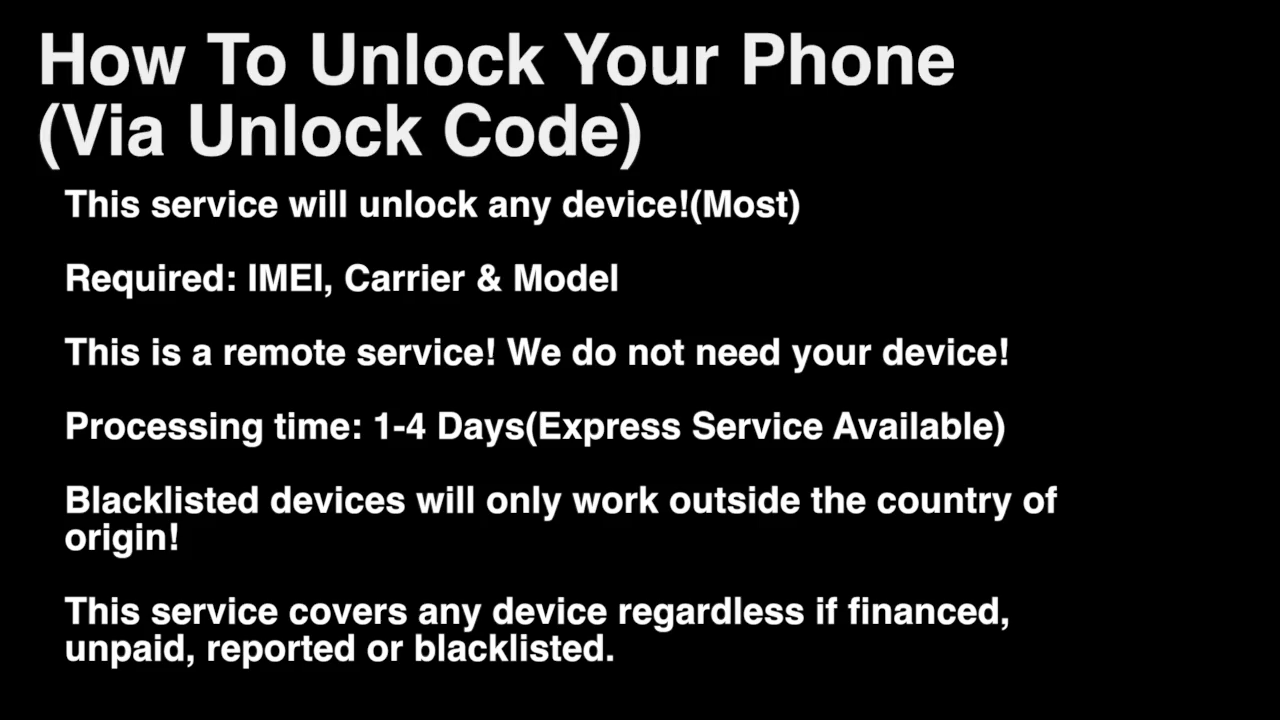 How To Unlock Your Phone
(Via Unlock Code)
This service will unlock any device!(Most)
Required: IMEI, Carrier & Model
This is a remote service! We do not need your device!
Processing time: 1-4 Days(Express Service Available)
Blacklisted devices will only work outside the country of
origin!
This service covers any device regardless if financed,
unpaid, reported or blacklisted.